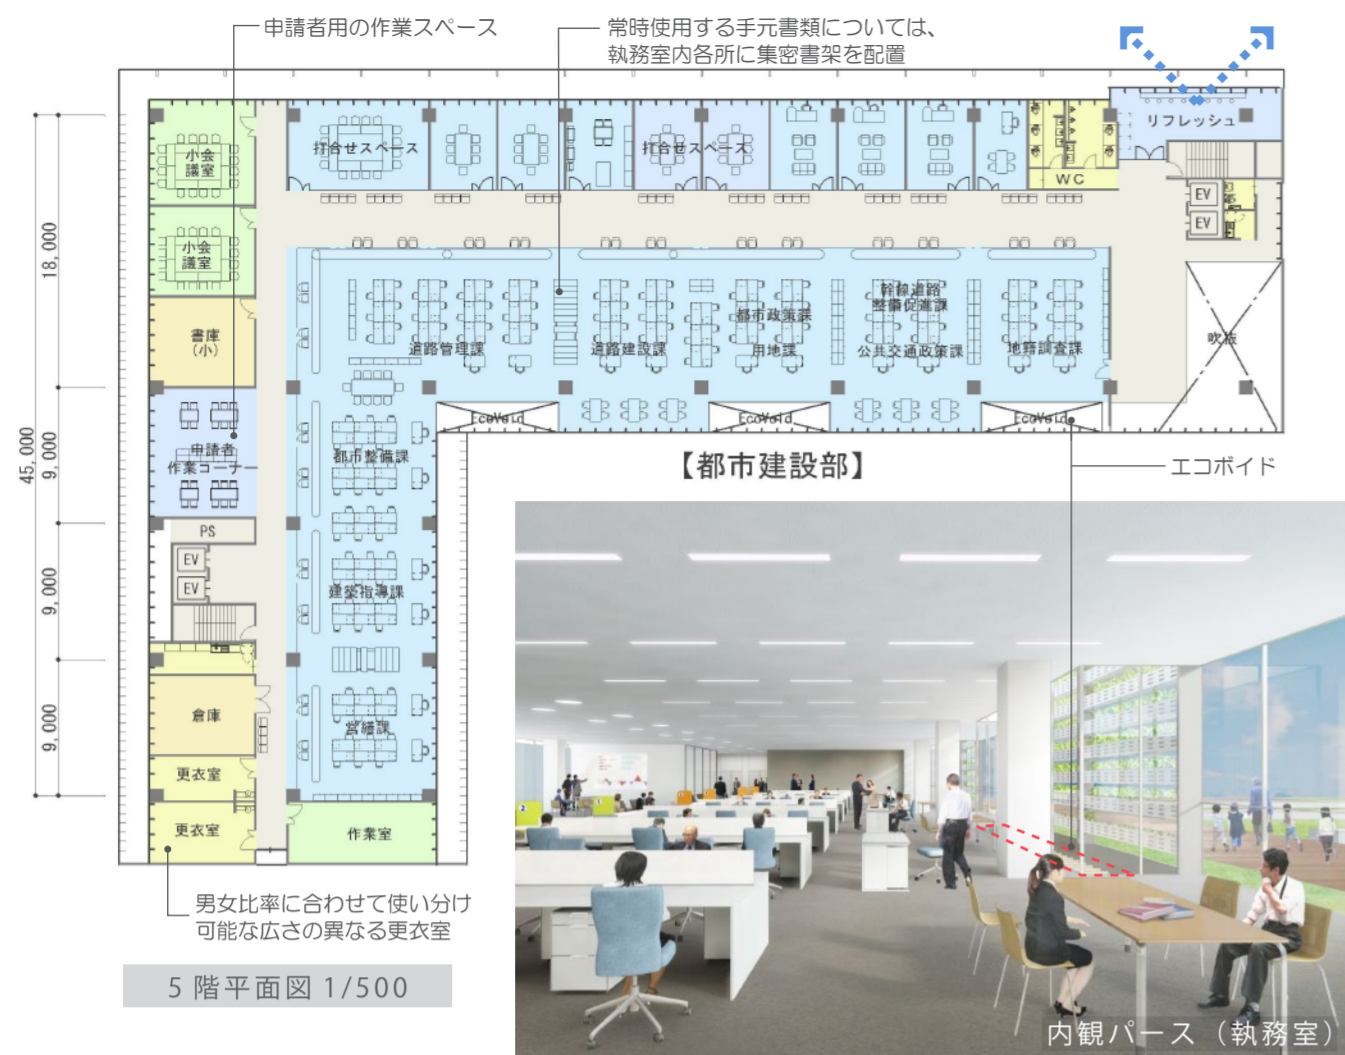 申請者用の作業スペース
常時使用する手元書類については、
執務室内各所に集密書架を配置
小会
議室
打合せスペース
打合せスペース
WC
リフレッシュ
EV
EV
小会
議室
書庫
(小)
道路管理課
道路建設課
都市政策課
用地課
幹線道路
整備促進課
公共交通政策課
地籍調査課
吹抜
EcoVoid
EcoVoid
EcoVoid
申請者
作業コーナー
都市整備課
【都市建設部】
エコボイド
PS
EV
EV
建築指導課
倉庫
営繕課
更衣室
更衣室
作業室
45,000
18,000
9,000
9,000
9,000
男女比率に合わせて使い分け
可能な広さの異なる更衣室
5階平面図 1/500
2
1
内観パース（執務室）